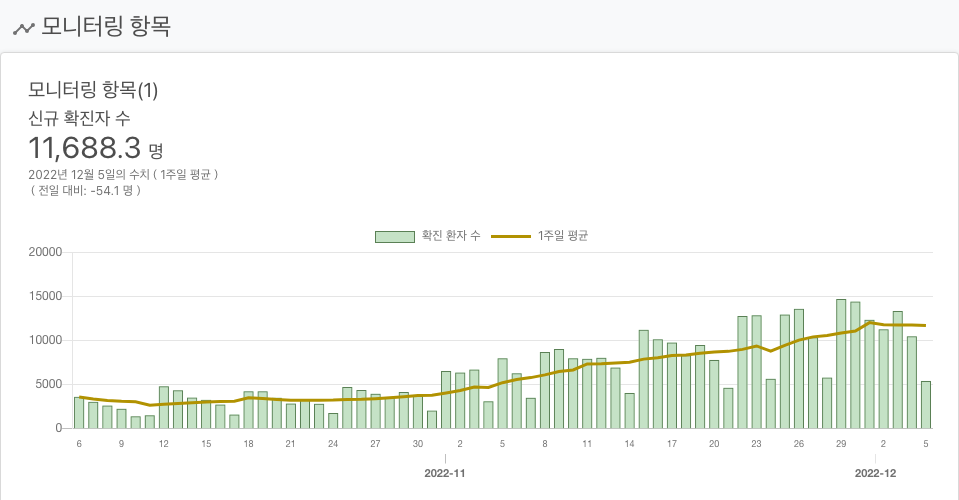 모니터링 항목
모니터링 항목(1)
신규 확진자 수
11,688.3 명
2022년 12월 5일의 수치 ( 1주일 평균 )
( 전일 대비: -54.1 명 )
확진 환자 수 1주일 평균
20000
15000
10000
5000
0
6 9 12 15 18 21 24 27 30 2 5 8 11 14 17 20 23 26 29 2 5
2022-11 2022-12